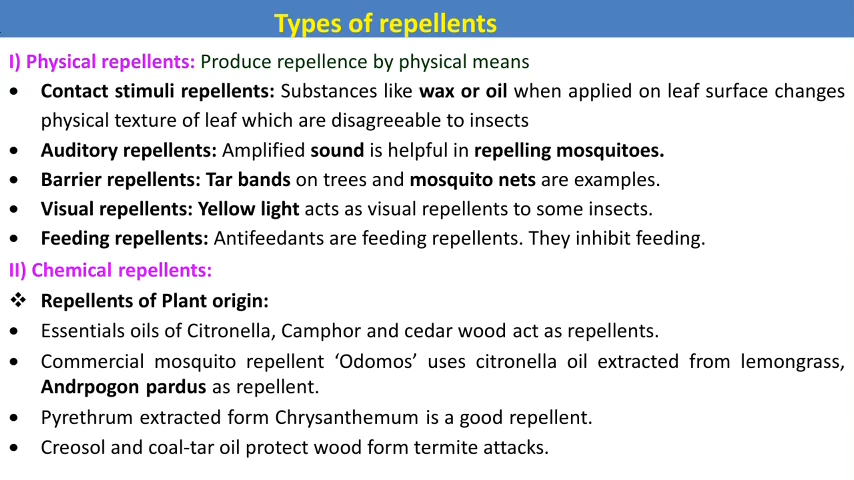 Types of repellents
I) Physical repellents: Produce repellence by physical means
• Contact stimuli repellents: Substances like wax or oil when applied on leaf surface changes
physical texture of leaf which are disagreeable to insects
• Auditory repellents: Amplified sound is helpful in repelling mosquitoes.
• Barrier repellents: Tar bands on trees and mosquito nets are examples.
• Visual repellents: Yellow light acts as visual repellents to some insects.
• Feeding repellents: Antifeedants are feeding repellents. They inhibit feeding.
II) Chemical repellents:
❖ Repellents of Plant origin:
• Essentials oils of Citronella, Camphor and cedar wood act as repellents.
• Commercial mosquito repellent ‘Odomos’ uses citronella oil extracted from lemongrass,
Andrpogon pardus as repellent.
• Pyrethrum extracted form Chrysanthemum is a good repellent.
• Creosol and coal-tar oil protect wood form termite attacks.